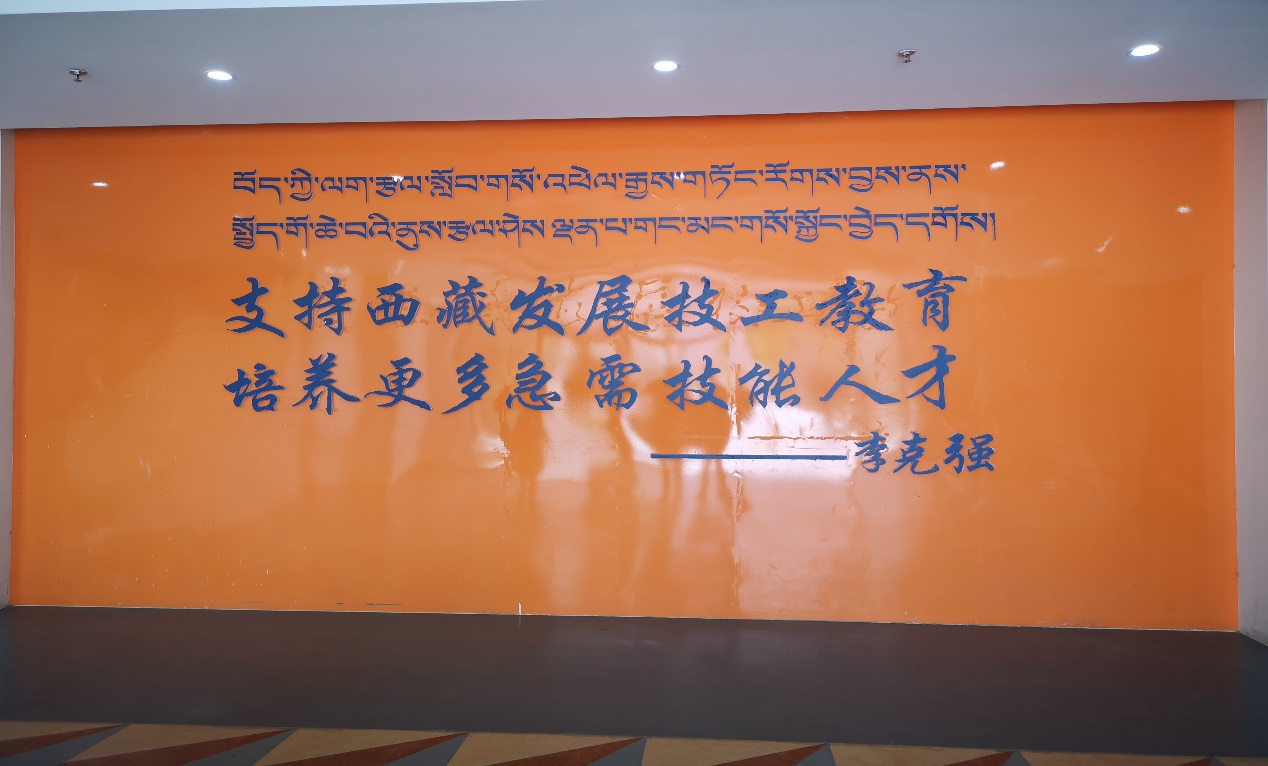 བོད་ཀྱི་ལག་རྩལ་སློབ་གསོ་འཕེལ་རྒྱས་གཏོང་རོགས་བྱས་ནས་
སྤྱོད་གོ་ཆེ་བའི་ནུས་རྩལ་ཤེས་ལྡན་པ་གང་མང་གསོ་སྐྱོང་བྱེད་དགོས།
支持西藏发展技工教育
培养更多急需技能人才
——李克强